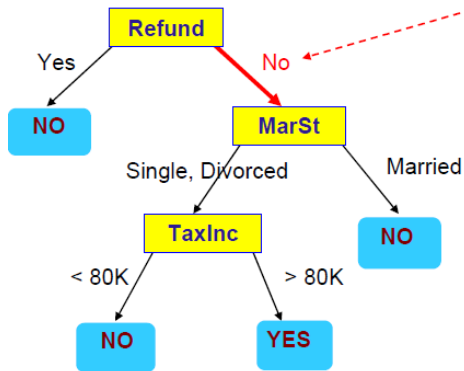 Refund
Yes
No
NO
MarSt
Single, Divorced
Married
TaxInc
NO
< 80K
> 80K
NO
YES